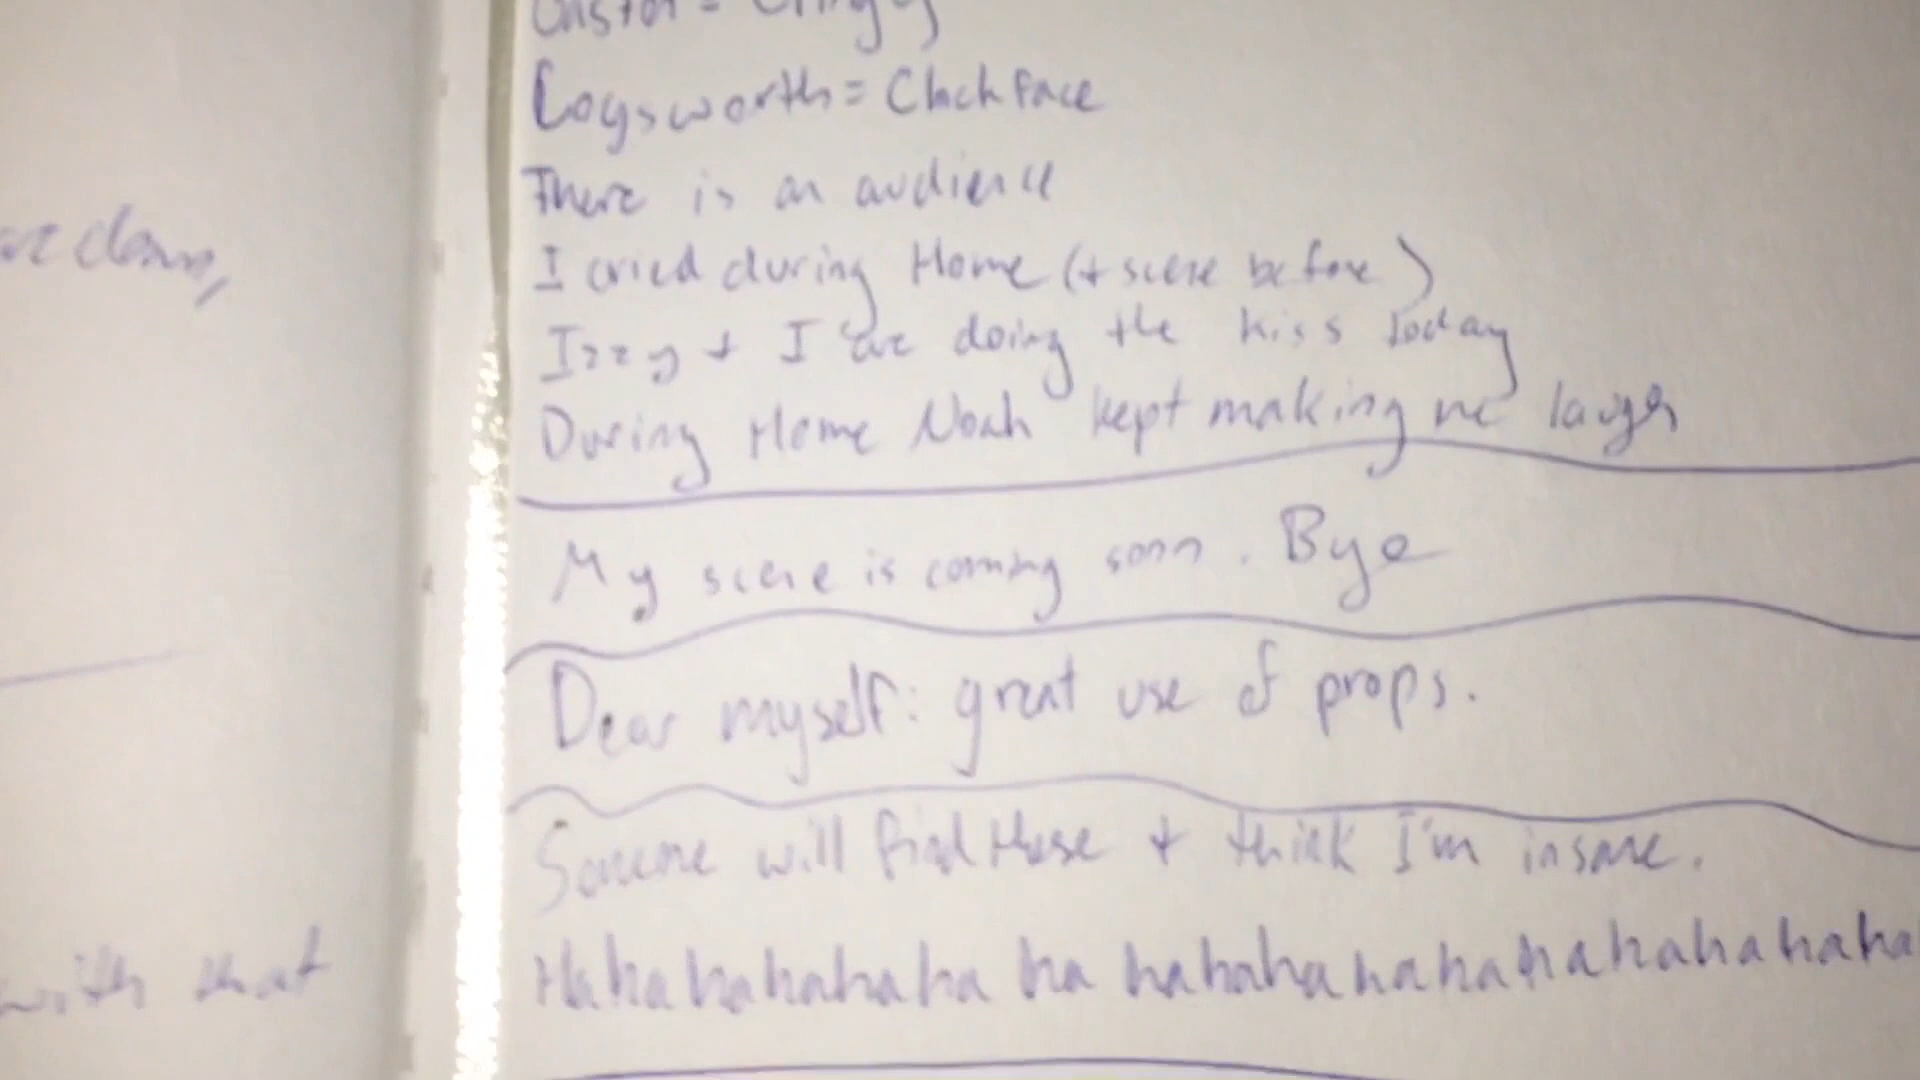 Cogsworth = Clock Face
There is an audience
I cried during Home (+ scene before)
Izzy + I are doing the kiss today
During Home Noah kept making me laugh
My scene is coming soon. Bye
Dear myself: great use of props.
Someone will find these + think I'm insane.
Hahahahahaha ha hahahahahahahahahaha
with that